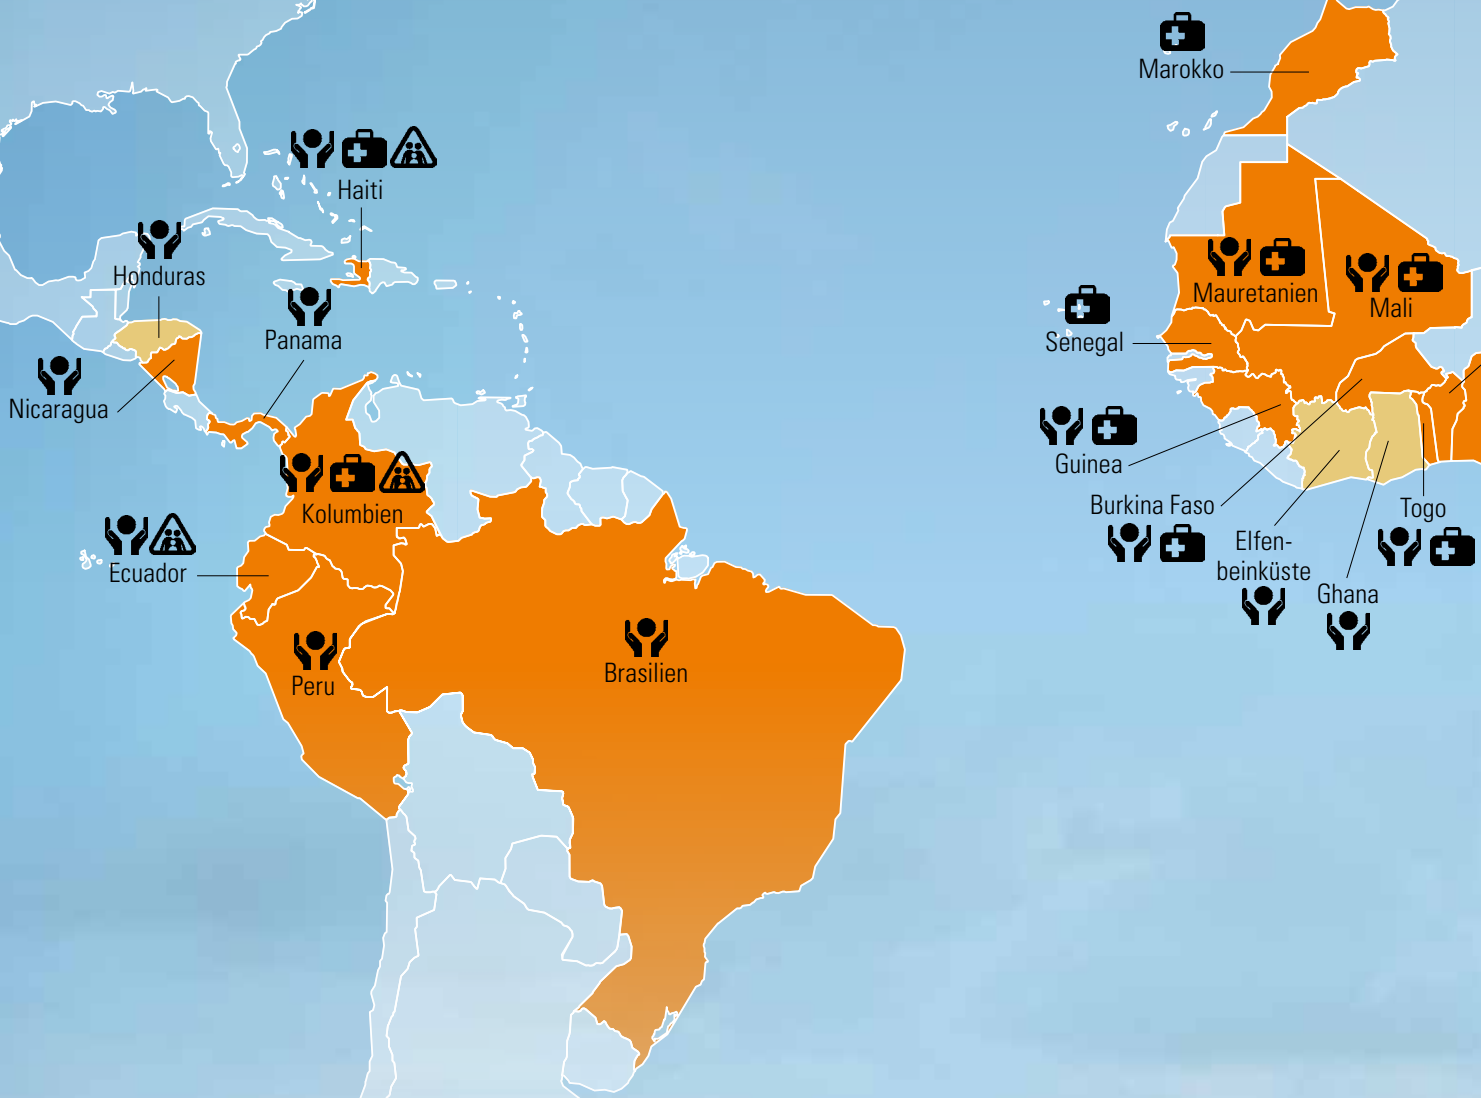 Marokko
Haiti
Honduras
Panama
Nicaragua
Mauretanien
Mali
Senegal
Guinea
Burkina Faso
Togo
Elfen-
beinküste
Ghana
Kolumbien
Ecuador
Peru
Brasilien